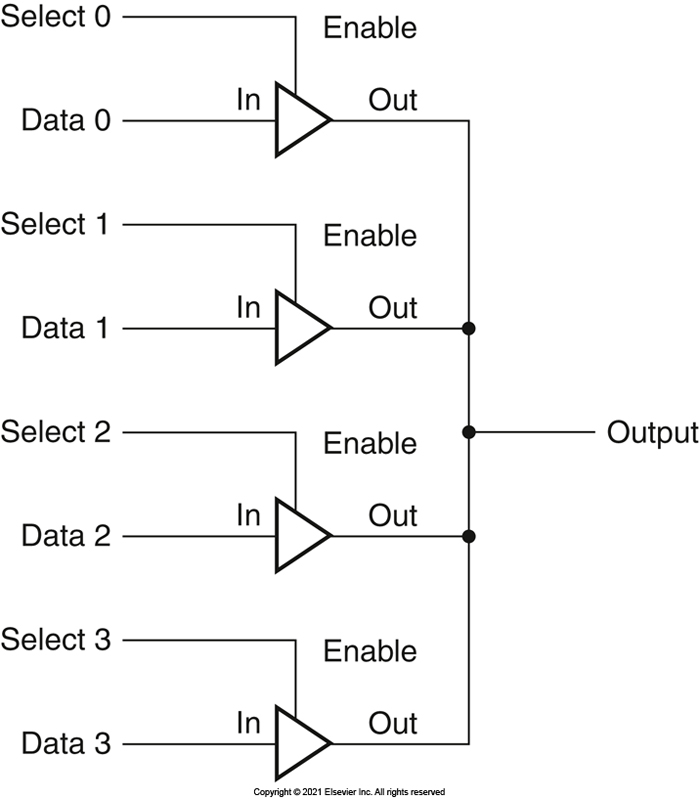 Select 0
Enable
In
Out
Data 0
Select 1
Enable
In
Out
Data 1
Select 2
Enable
Output
In
Out
Data 2
Select 3
Enable
In
Out
Data 3
Copyright © 2021 Elsevier Inc. All rights reserved